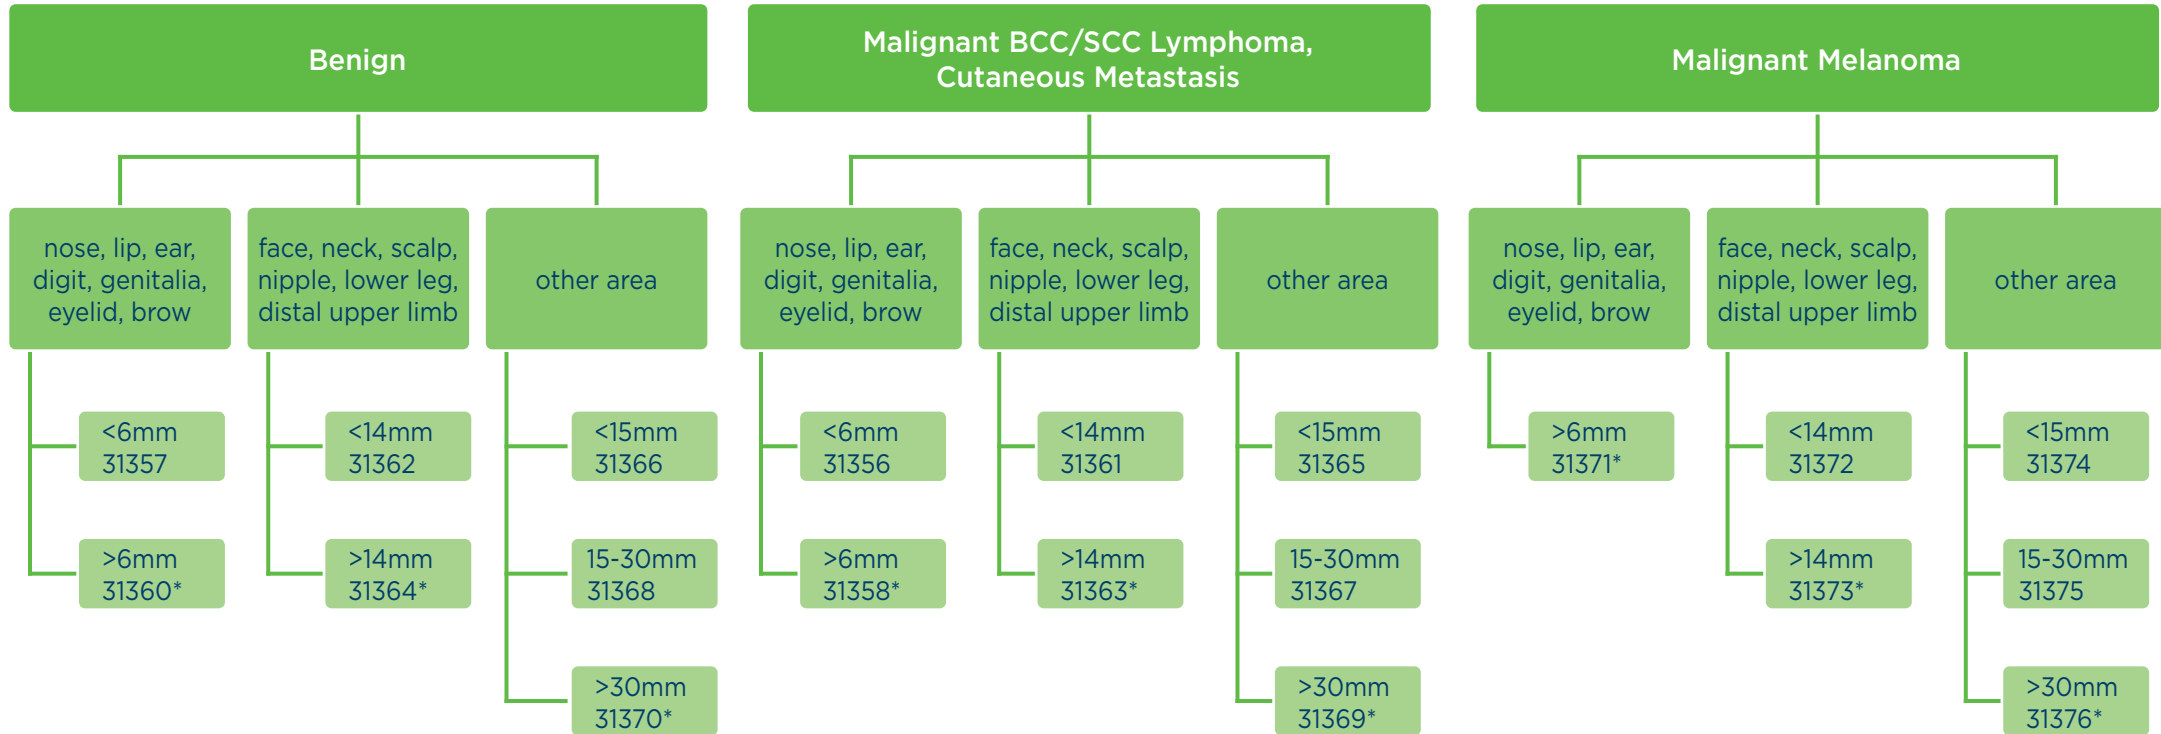 Benign
Malignant BCC/SCC Lymphoma,
Cutaneous Metastasis
Malignant Melanoma
nose, lip, ear,
digit, genitalia,
eyelid, brow
face, neck, scalp,
nipple, lower leg,
distal upper limb
other area
nose, lip, ear,
digit, genitalia,
eyelid, brow
face, neck, scalp,
nipple, lower leg,
distal upper limb
other area
nose, lip, ear,
digit, genitalia,
eyelid, brow
face, neck, scalp,
nipple, lower leg,
distal upper limb
other area
<6mm
31357
<14mm
31362
<15mm
31366
<6mm
31356
<14mm
31361
<15mm
31365
>6mm
31371*
<14mm
31372
<15mm
31374
>6mm
31360*
>14mm
31364*
15-30mm
31368
>6mm
31358*
>14mm
31363*
15-30mm
31367
>14mm
31373*
15-30mm
31375
>30mm
31370*
>30mm
31369*
>30mm
31376*